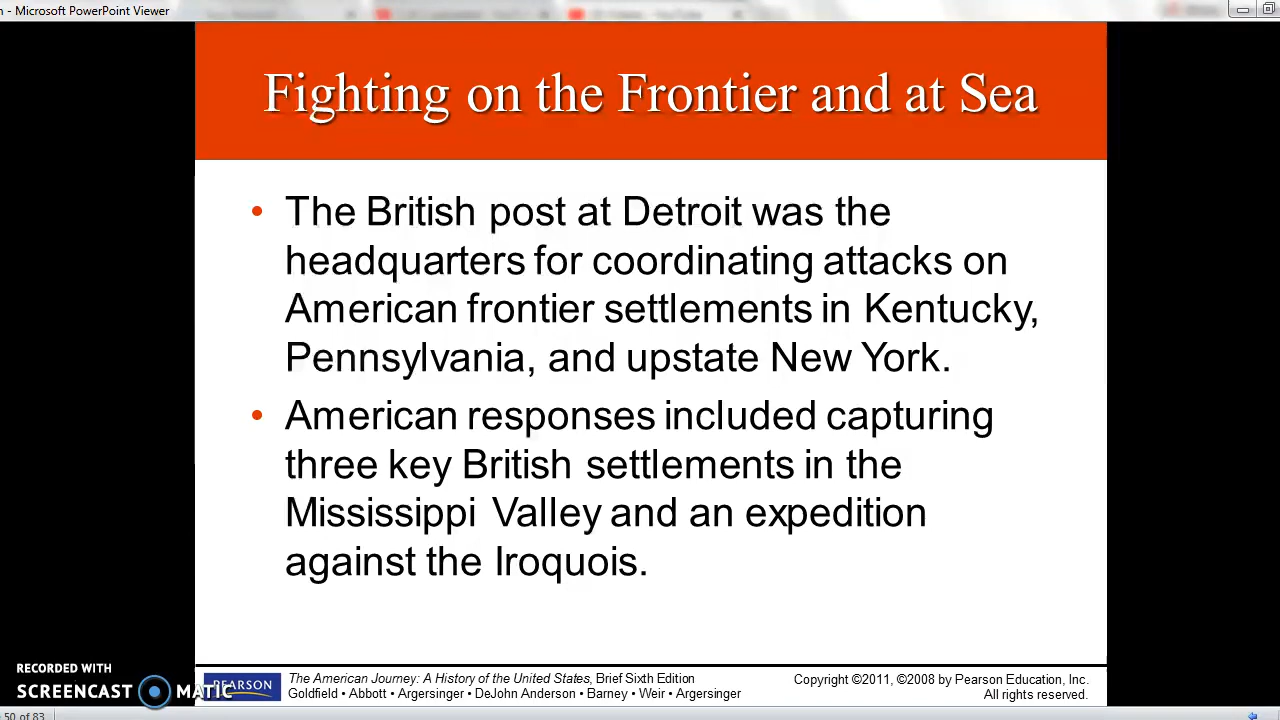 n - Microsoft PowerPoint Viewer
Fighting on the Frontier and at Sea
• The British post at Detroit was the
headquarters for coordinating attacks on
American frontier settlements in Kentucky,
Pennsylvania, and upstate New York.
• American responses included capturing
three key British settlements in the
Mississippi Valley and an expedition
against the Iroquois.
RECORDED WITH
SCREENCAST MATIC
PEARSON
The American Journey: A History of the United States, Brief Sixth Edition
Goldfield • Abbott • Argersinger • DeJohn Anderson • Barney • Weir • Argersinger
Copyright ©2011, ©2008 by Pearson Education, Inc.
All rights reserved.
50 of 83